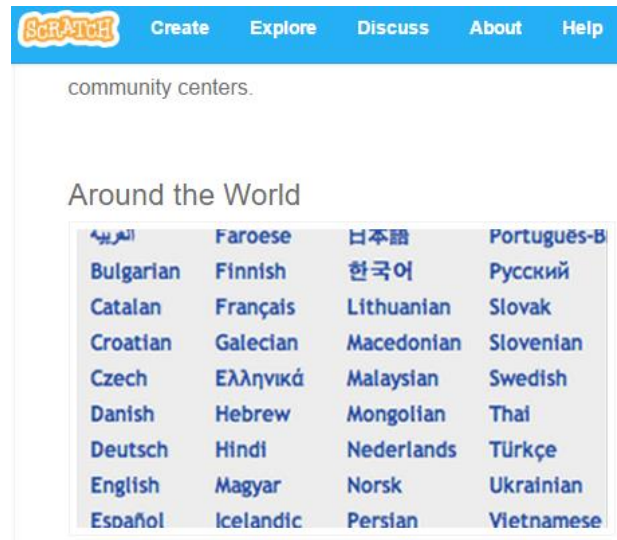 SCRATCH Create Explore Discuss About Help
community centers.
Around the World
العربية Faroese 日本語 Português-B
Bulgarian Finnish 한국어 Русский
Catalan Français Lithuanian Slovak
Croatian Galecian Macedonian Slovenian
Czech Ελληνικά Malaysian Swedish
Danish Hebrew Mongolian Thai
Deutsch Hindi Nederlands Türkçe
English Magyar Norsk Ukrainian
Español Icelandic Persian Vietnamese